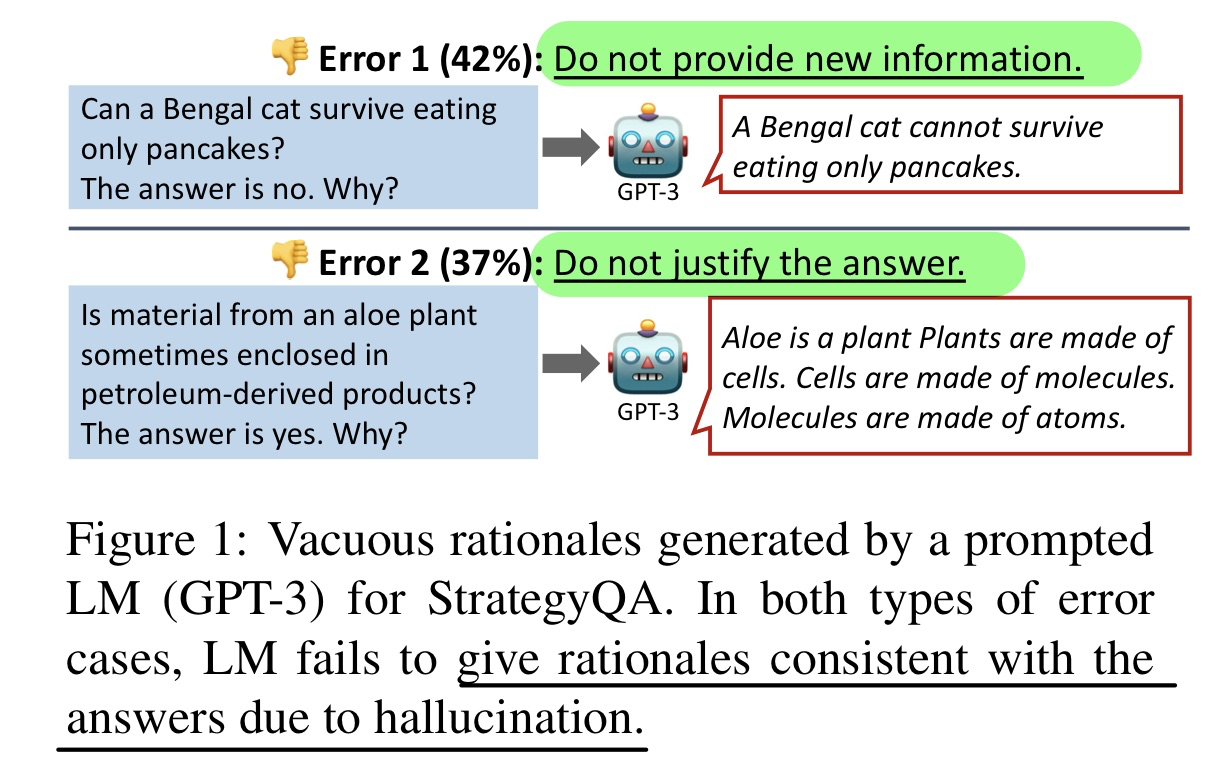 Error 1 (42%): Do not provide new information.
Can a Bengal cat survive eating
only pancakes?
The answer is no. Why?
GPT-3
A Bengal cat cannot survive
eating only pancakes.
Error 2 (37%): Do not justify the answer.
Is material from an aloe plant
sometimes enclosed in
petroleum-derived products?
The answer is yes. Why?
GPT-3
Aloe is a plant Plants are made of
cells. Cells are made of molecules.
Molecules are made of atoms.
Figure 1: Vacuous rationales generated by a prompted
LM (GPT-3) for StrategyQA. In both types of error
cases, LM fails to give rationales consistent with the
answers due to hallucination.